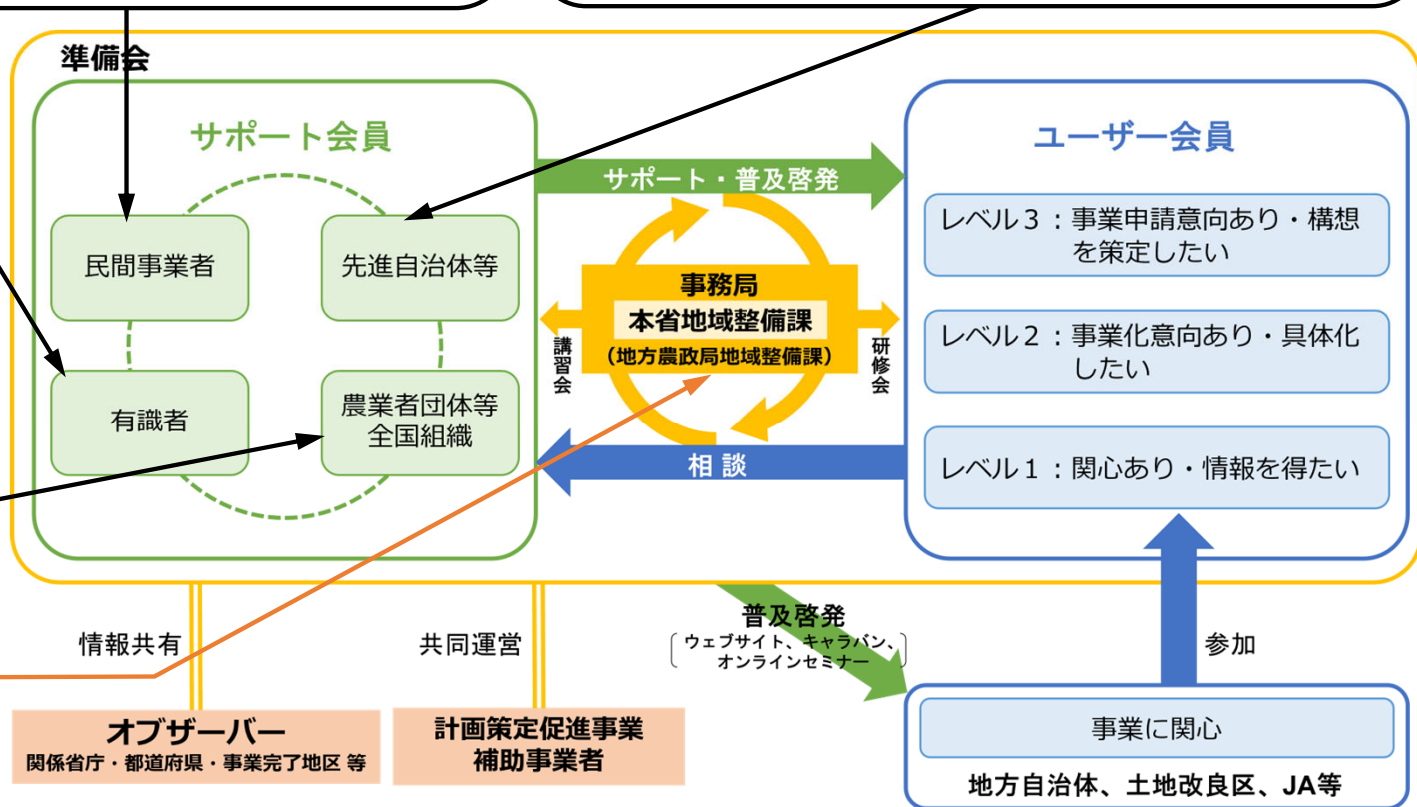 準備会
サポート会員
民間事業者
先進自治体等
有識者
農業者団体等
全国組織
サポート・普及啓発
事務局
本省地域整備課
（地方農政局地域整備課）
講習会
研修会
相 談
ユーザー会員
レベル３：事業申請意向あり・構想
を策定したい
レベル２：事業化意向あり・具体化
したい
レベル１：関心あり・情報を得たい
情報共有
共同運営
普及啓発
ウェブサイト、キャラバン、
オンラインセミナー
参加
オブザーバー
関係省庁・都道府県・事業完了地区 等
計画策定促進事業
補助事業者
事業に関心
地方自治体、土地改良区、JA等